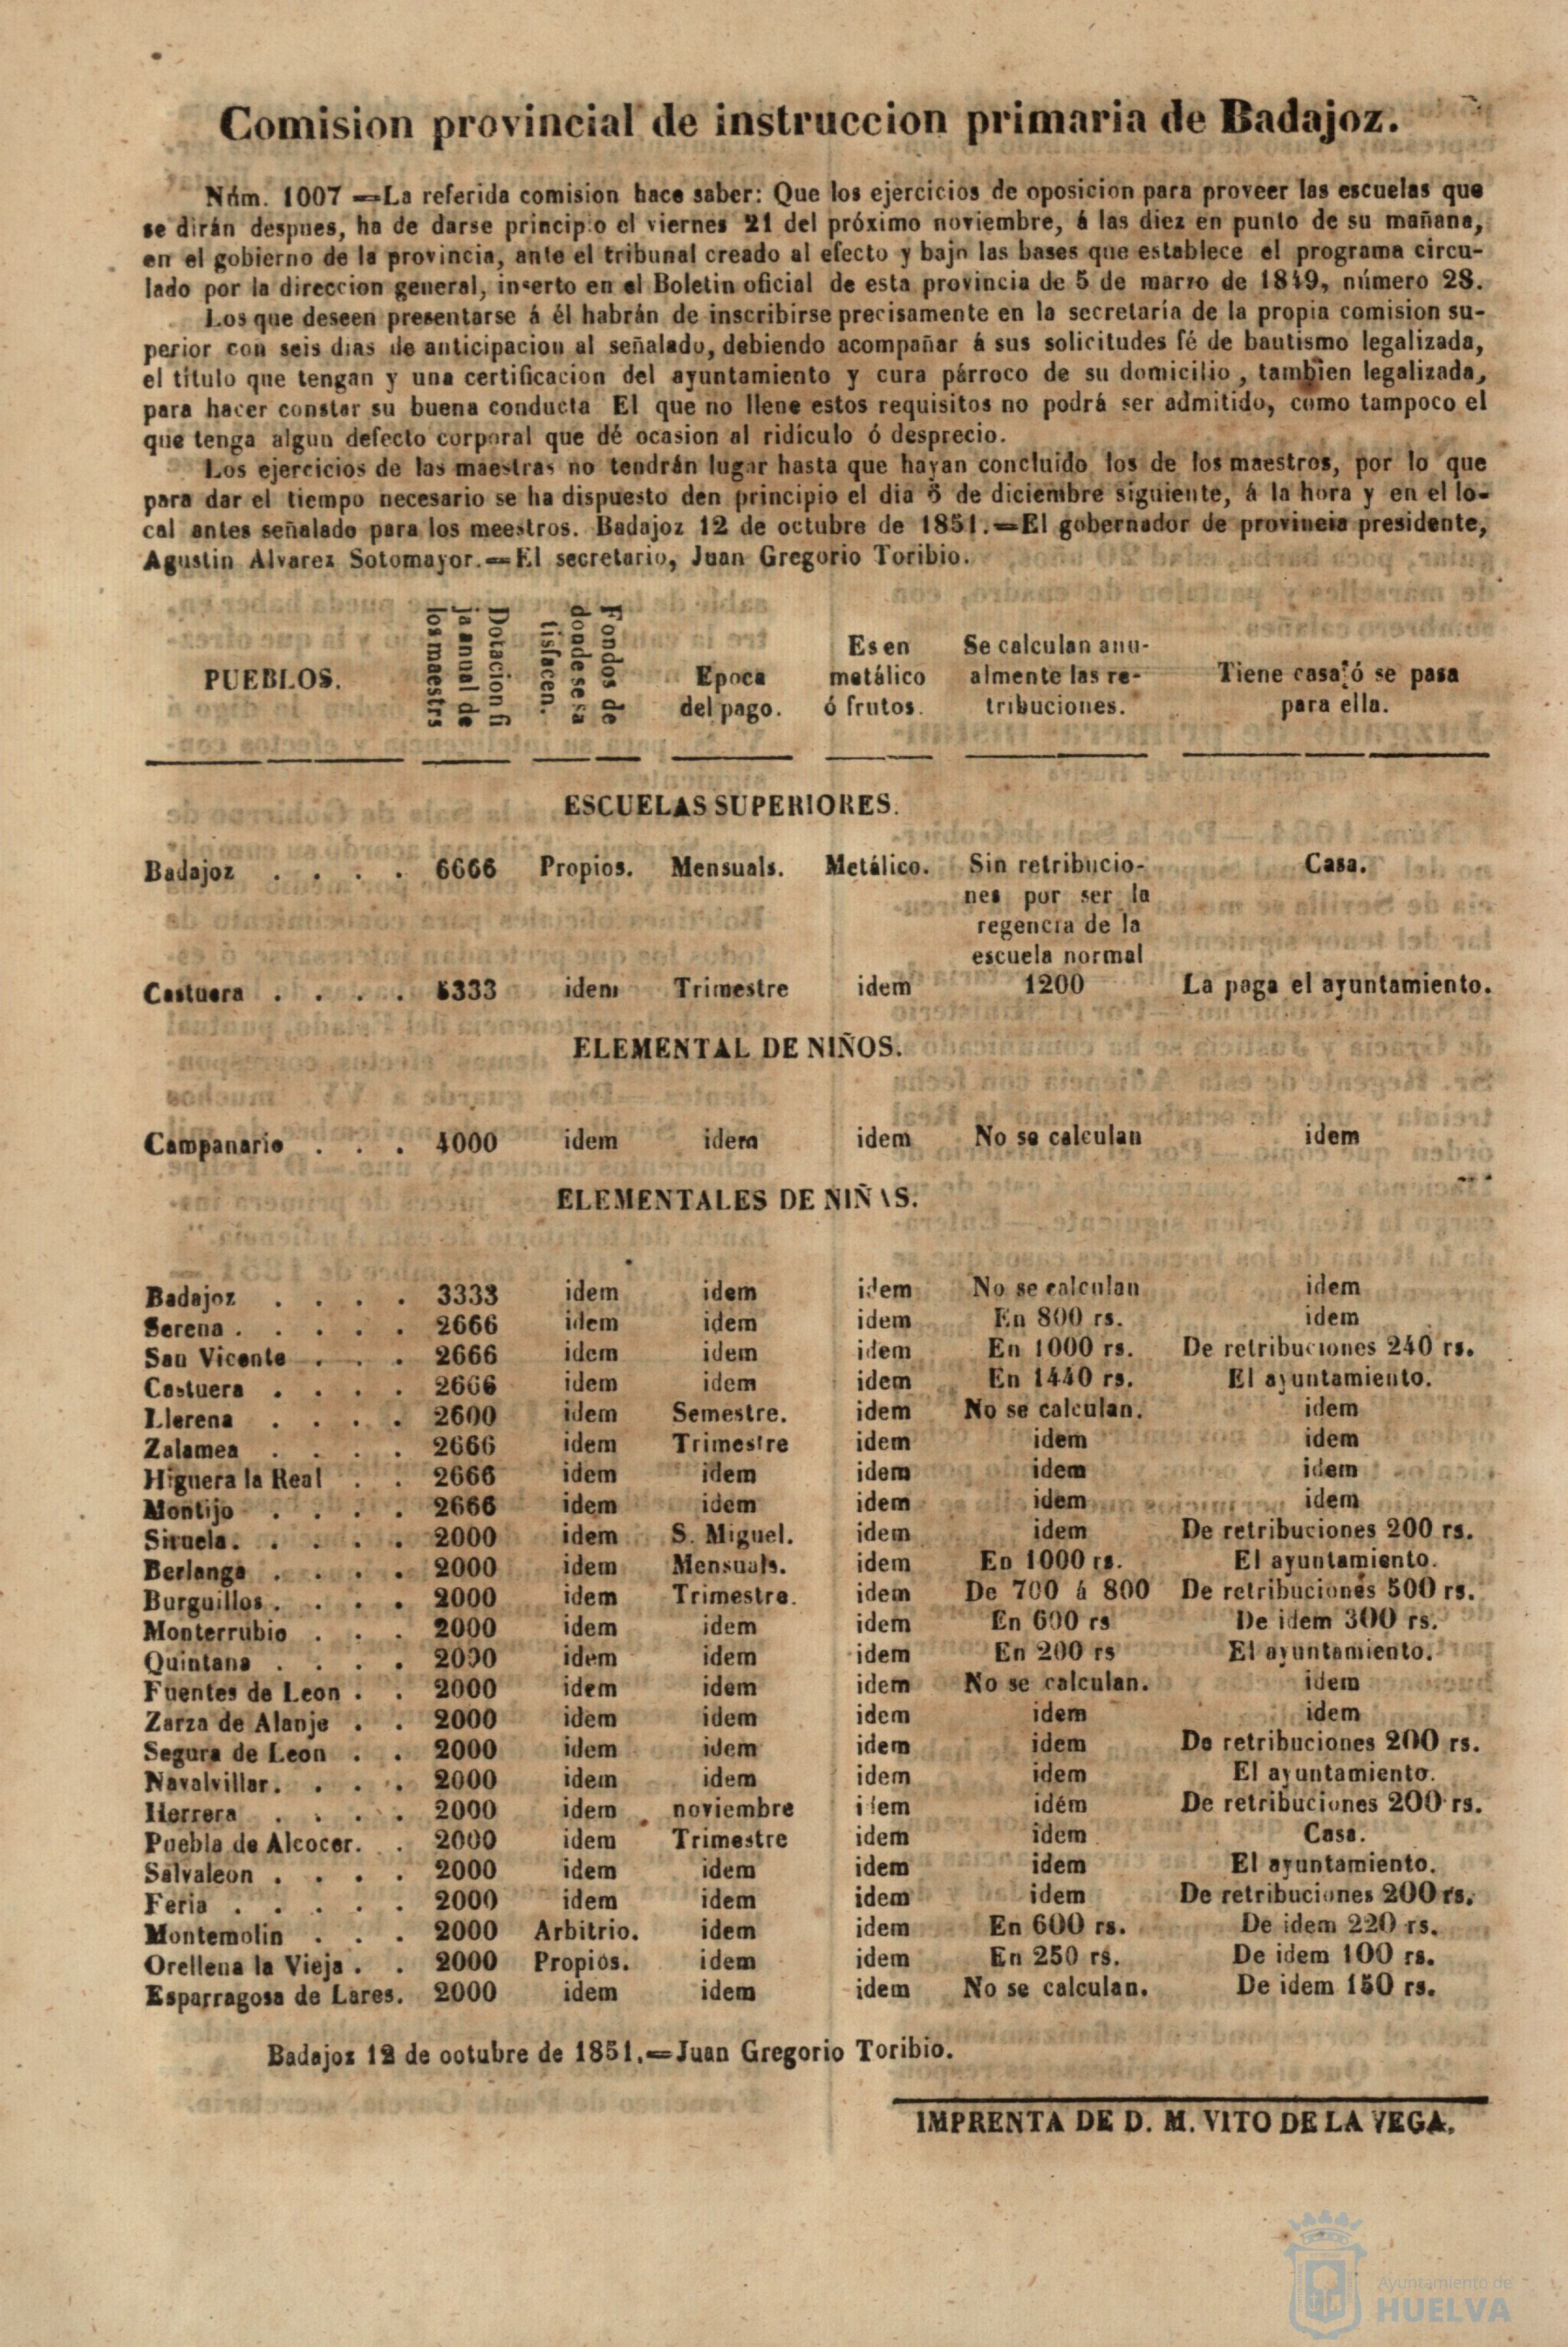 Comision provincial de instruccion primaria de Badajoz.
Núm. 1007 =La referida comision hace saber: Que los ejercicios de oposicion para proveer las escuelas que
se dirán despues, ha de darse principio el viernes 21 del próximo noviembre, á las diez en punto de su mañana,
en el gobierno de la provincia, ante el tribunal creado al efecto y bajo las bases que establece el programa circu-
lado por la direccion general, inserto en el Boletin oficial de esta provincia de 5 de marzo de 1849, número 28.
Los que deseen presentarse á él habrán de inscribirse precisamente en la secretaría de la propia comision su-
perior con seis dias de anticipacion al señalado, debiendo acompañar á sus solicitudes fé de bautismo legalizada,
el título que tengan y una certificacion del ayuntamiento y cura párroco de su domicilio, tambien legalizada,
para hacer constar su buena conducta El que no llene estos requisitos no podrá ser admitido, como tampoco el
que tenga algun defecto corporal que dé ocasion al ridículo ó desprecio.
Los ejercicios de las maestras no tendrán lugar hasta que hayan concluido los de los maestros, por lo que
para dar el tiempo necesario se ha dispuesto den principio el dia de diciembre siguiente, á la hora y en el lo-
cal antes señalado para los meestros. Badajoz 12 de octubre de 1851.=El gobernador de provincia presidente,
Agustin Alvarez Sotomayor.=El secretario, Juan Gregorio Toribio.
PUEBLOS.
Dotacion fi
ja anual de
los maestrs
Fondos de
donde se sa
tisfacen.
Epoca
del pago.
Es en
metálico
ó frutos.
Se calculan anu-
almente las re-
tribuciones.
Tiene casa ó se pasa
para ella.
ESCUELAS SUPERIORES.
Badajoz . . . . 6666 Propios. Mensuals. Metálico. Sin retribucio- Casa.
nes por ser la
regencia de la
escuela normal
Castuera . . . . 5333 idem Trimestre idem 1200 La paga el ayuntamiento.
ELEMENTAL DE NIÑOS.
Campanario . . . 4000 idem idem idem No se calculan idem
ELEMENTALES DE NIÑAS.
Badajoz . . . . 3333 idem idem idem No se calculan idem
Serena . . . . . 2666 idem idem idem En 800 rs. idem
San Vicente . . . 2666 idem idem idem En 1000 rs. De retribuciones 240 rs.
Castuera . . . . 2666 idem idem idem En 1440 rs. El ayuntamiento.
Llerena . . . . 2600 idem Semestre. idem No se calculan. idem
Zalamea . . . . 2666 idem Trimestre idem idem idem
Higuera la Real . . 2666 idem idem idem idem idem
Montijo . . . . 2666 idem idem idem idem idem
Siruela. . . . . 2000 idem S. Miguel. idem idem De retribuciones 200 rs.
Berlanga . . . . 2000 idem Mensuals. idem En 1000 rs. El ayuntamiento.
Burguillos . . . . 2000 idem Trimestre. idem De 700 á 800 De retribuciones 500 rs.
Monterrubio . . . 2000 idem idem idem En 600 rs De idem 300 rs.
Quintana . . . . 2000 idem idem idem En 200 rs El ayuntamiento.
Fuentes de Leon . . 2000 idem idem idem No se calculan. idem
Zarza de Alanje . . 2000 idem idem idem idem idem
Segura de Leon . . 2000 idem idem idem idem De retribuciones 200 rs.
Navalvillar. . . . 2000 idem idem idem idem El ayuntamiento.
Herrera . . . . 2000 idem noviembre idem idém De retribuciones 200 rs.
Puebla de Alcocer. . 2000 idem Trimestre idem idem Casa.
Salvaleon . . . . 2000 idem idem idem idem El ayuntamiento.
Feria . . . . . 2000 idem idem idem idem De retribuciones 200 rs.
Montemolin . . . 2000 Arbitrio. idem idem En 600 rs. De idem 220 rs.
Orellena la Vieja . . 2000 Propios. idem idem En 250 rs. De idem 100 rs.
Esparragosa de Lares. 2000 idem idem idem No se calculan. De idem 150 rs.
Badajoz 12 de octubre de 1851.=Juan Gregorio Toribio.
IMPRENTA DE D. M. VITO DE LA VEGA.
Ayuntamiento de
HUELVA